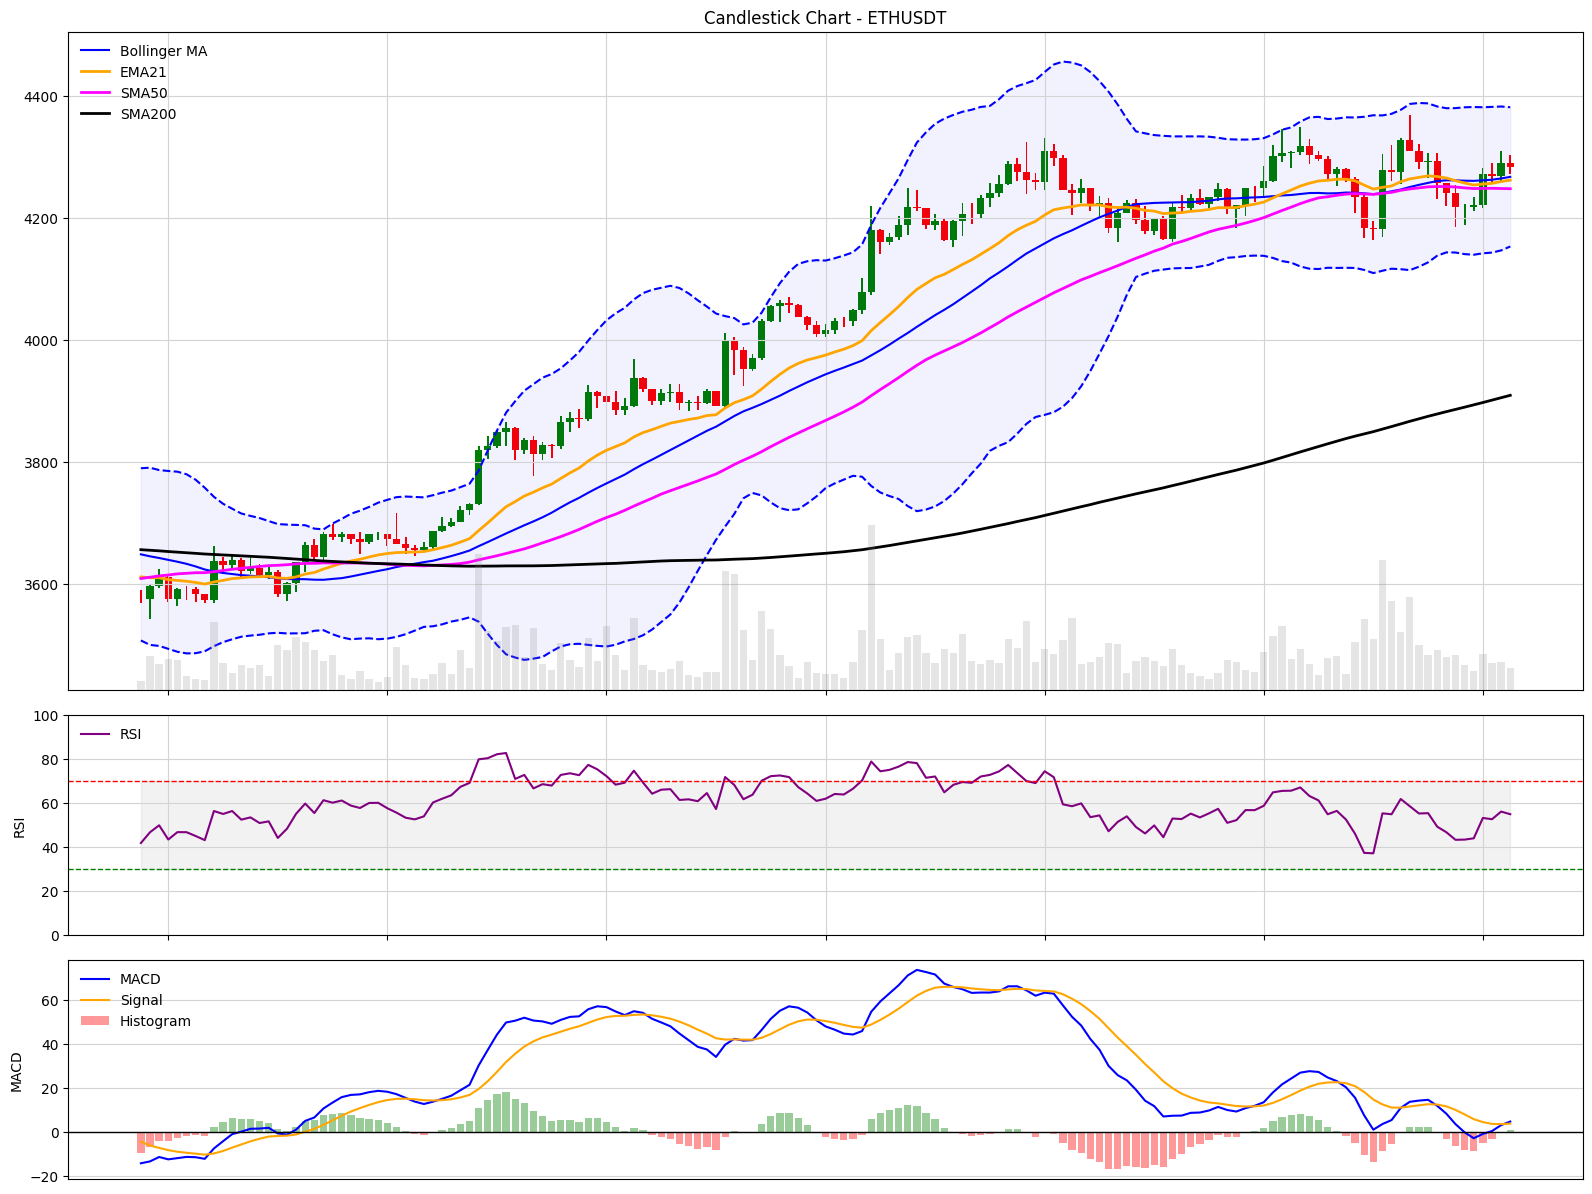 Candlestick Chart - ETHUSDT
Bollinger MA
EMA21
SMA50
SMA200
4400
4200
4000
3800
3600
RSI
100
80
60
40
20
0
RSI
MACD
Signal
Histogram
60
40
20
0
−20
MACD